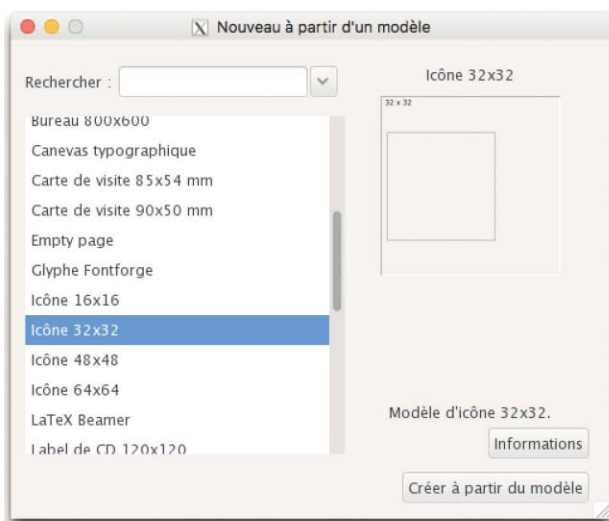 Nouveau à partir d'un modèle
Rechercher :
Bureau 800x600
Canevas typographique
Carte de visite 85x54 mm
Carte de visite 90x50 mm
Empty page
Glyphe Fontforge
Icône 16x16
Icône 32x32
Icône 48x48
Icône 64x64
LaTeX Beamer
Label de CD 120x120
Icône 32x32
32 x 32
Modèle d'icône 32x32.
Informations
Créer à partir du modèle